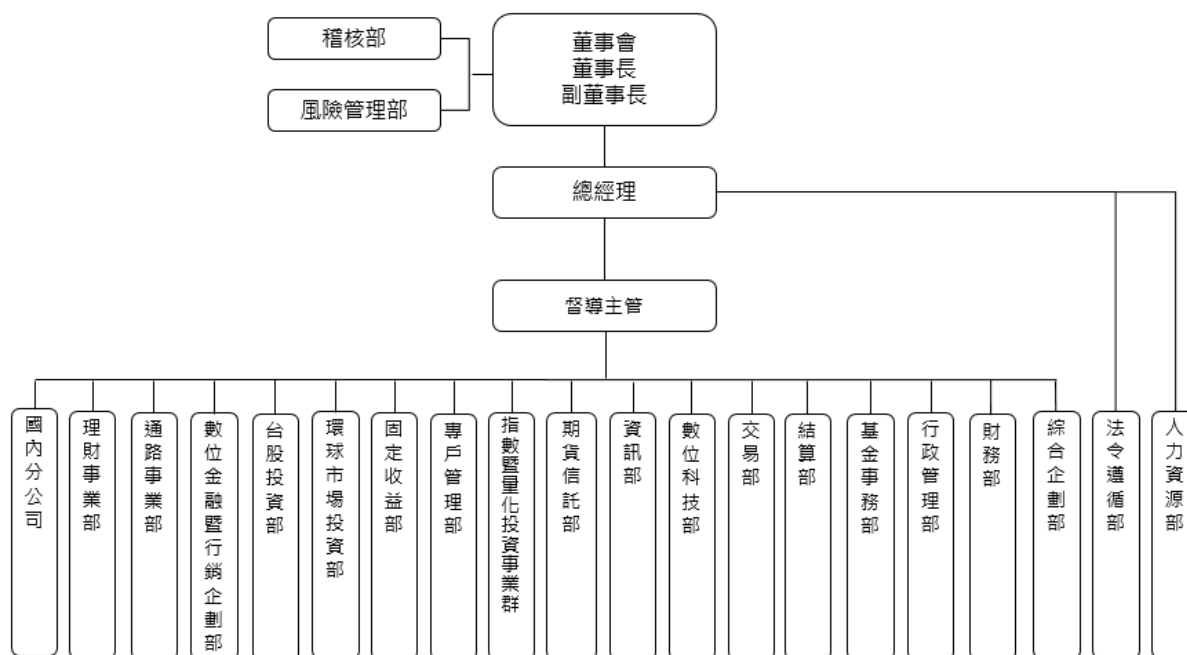 稽核部
董事會
董事長
副董事長
風險管理部
總經理
督導主管
國內分公司
理財事業部
通路事業部
數位金融暨行銷企劃部
台股投資部
環球市場投資部
固定收益部
專戶管理部
指數暨量化投資事業群
期貨信託部
資訊部
數位科技部
交易部
結算部
基金事務部
行政管理部
財務部
綜合企劃部
法令遵循部
人力資源部